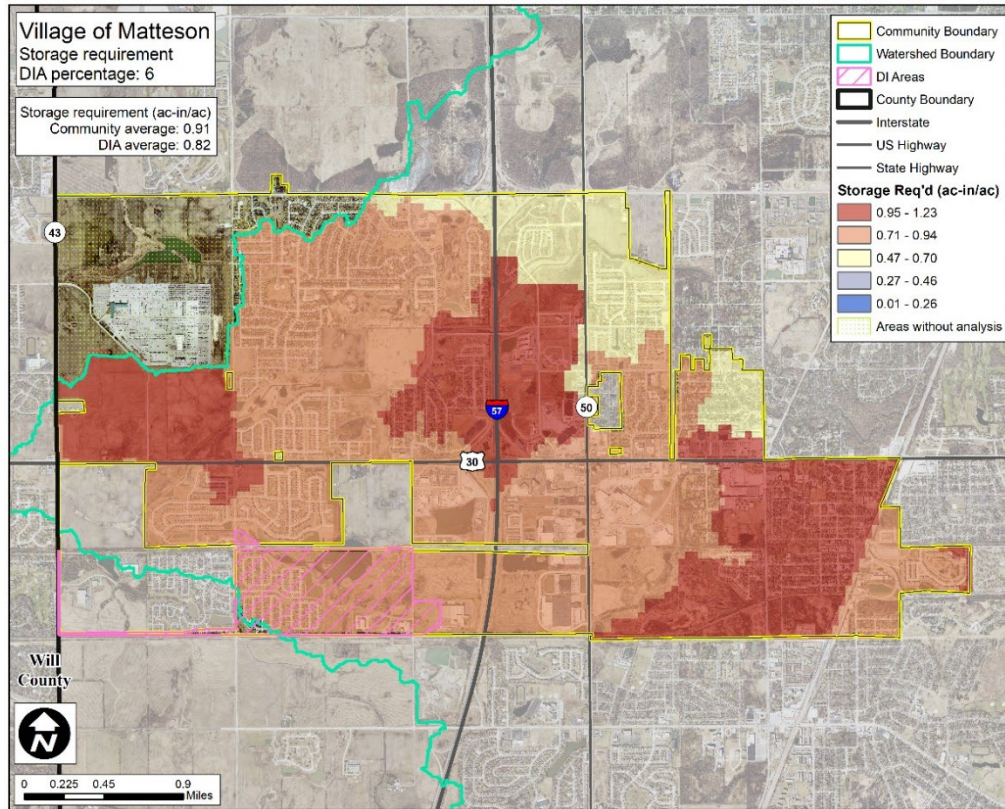 Village of Matteson
Storage requirement
DIA percentage: 6
Storage requirement (ac-in/ac)
Community average: 0.91
DIA average: 0.82
Community Boundary
Watershed Boundary
DI Areas
County Boundary
Interstate
US Highway
State Highway
Storage Req'd (ac-in/ac)
0.95 - 1.23
0.71 - 0.94
0.47 - 0.70
0.27 - 0.46
0.01 - 0.26
Areas without analysis
43
57
50
30
Will
County
N
0 0.225 0.45 0.9
Miles